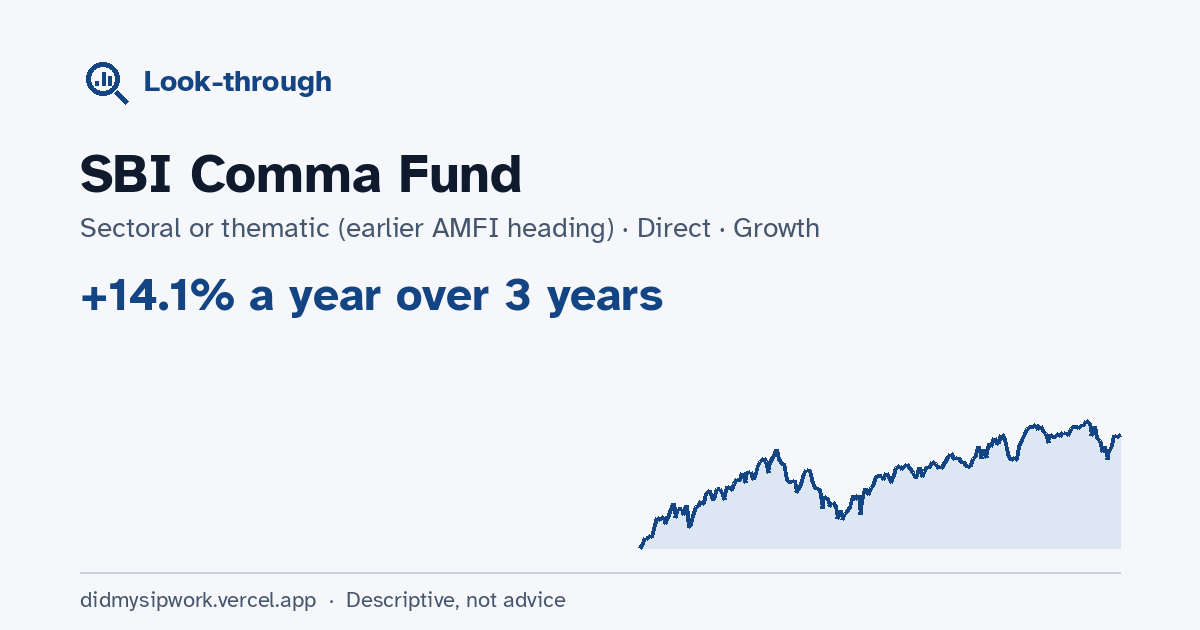 Look-through
SBI Comma Fund
Sectoral or thematic (earlier AMFI heading) · Direct · Growth
+14.1% a year over 3 years
didmysipwork.vercel.app · Descriptive, not advice